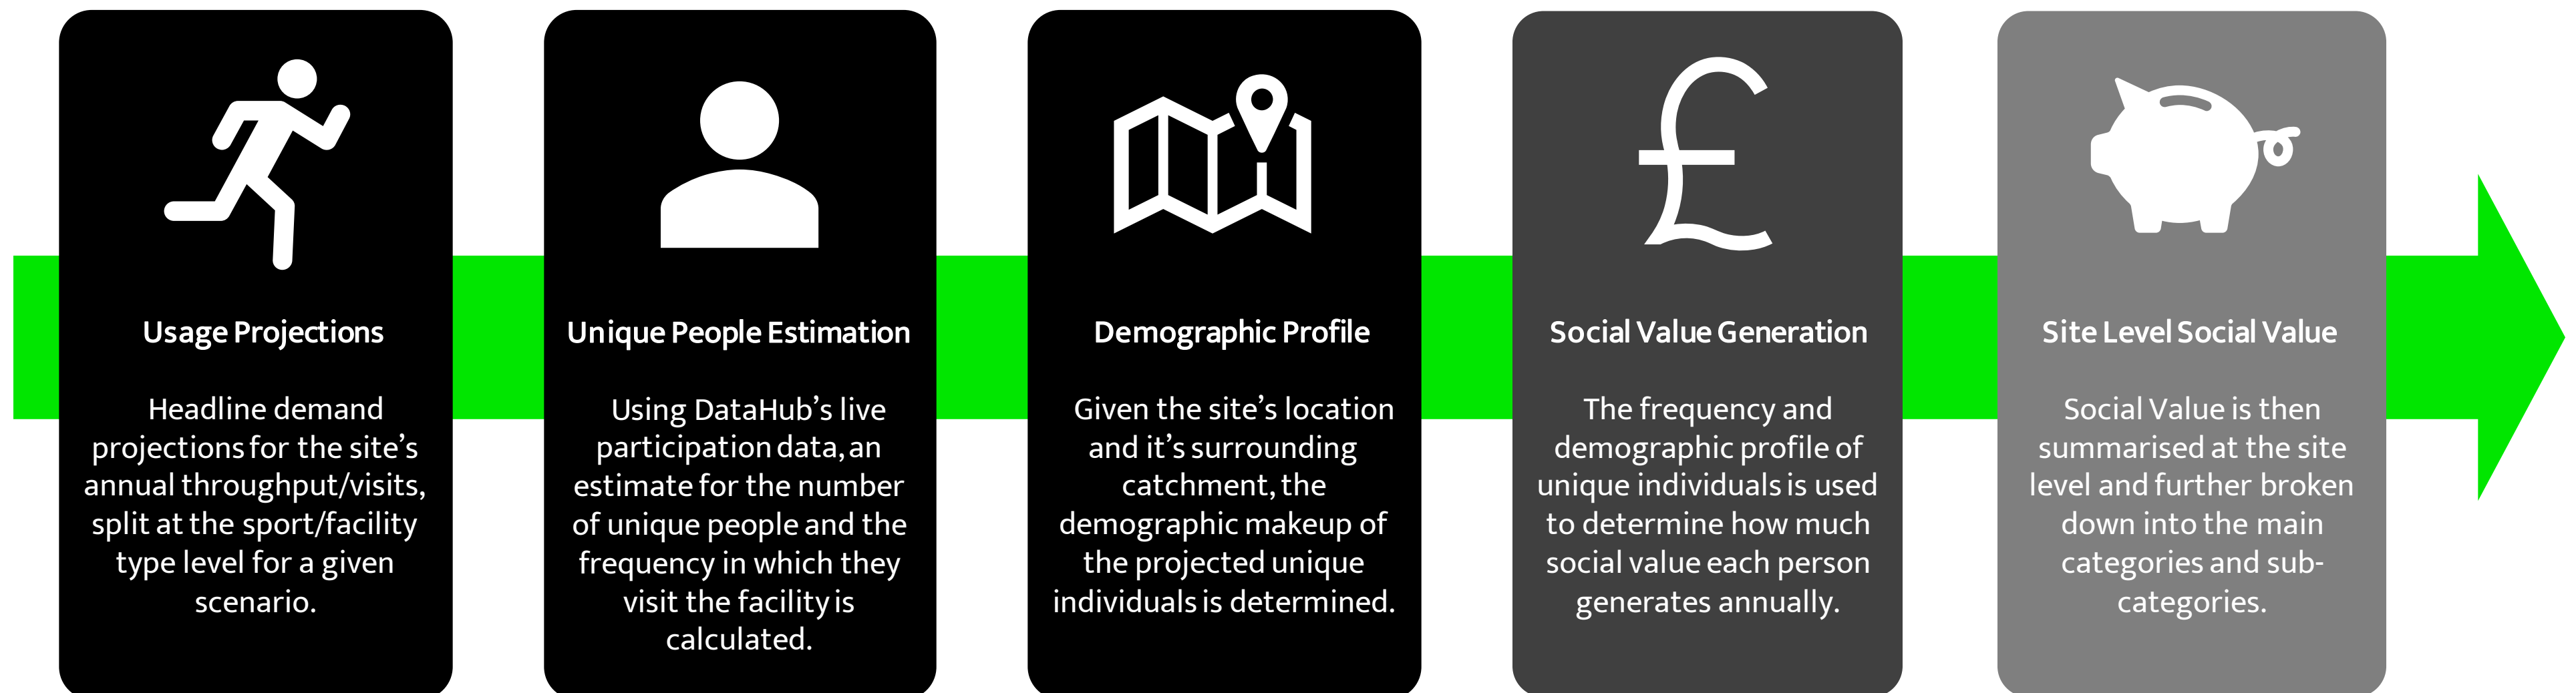 Usage Projections
Headline demand
projections for the site’s
annual throughput/visits,
split at the sport/facility
type level for a given
scenario.
Unique People Estimation
Using DataHub’s live
participation data, an
estimate for the number
of unique people and the
frequency in which they
visit the facility is
calculated.
Demographic Profile
Given the site’s location
and it’s surrounding
catchment, the
demographic makeup of
the projected unique
individuals is determined.
Social Value Generation
The frequency and
demographic profile of
unique individuals is used
to determine how much
social value each person
generates annually.
Site Level Social Value
Social Value is then
summarised at the site
level and further broken
down into the main
categories and sub-
categories.